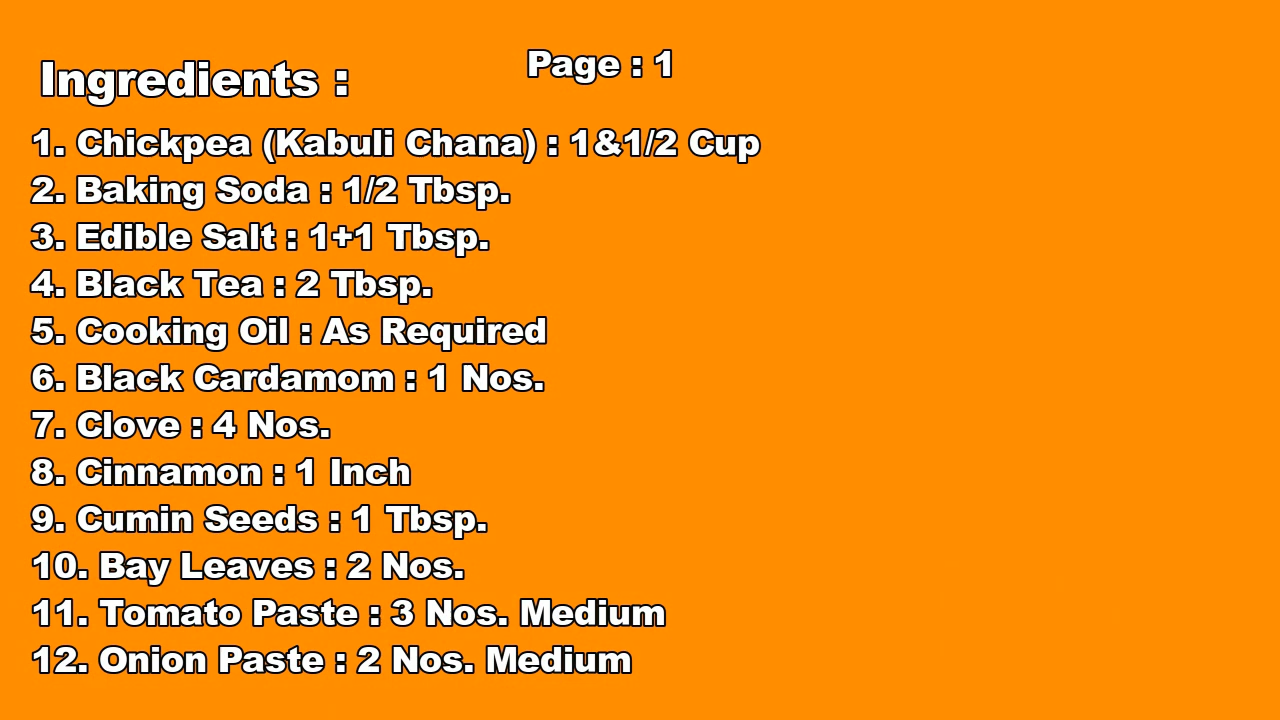 Page : 1
Ingredients :
1. Chickpea (Kabuli Chana) : 1&1/2 Cup
2. Baking Soda : 1/2 Tbsp.
3. Edible Salt : 1+1 Tbsp.
4. Black Tea : 2 Tbsp.
5. Cooking Oil : As Required
6. Black Cardamom : 1 Nos.
7. Clove : 4 Nos.
8. Cinnamon : 1 Inch
9. Cumin Seeds : 1 Tbsp.
10. Bay Leaves : 2 Nos.
11. Tomato Paste : 3 Nos. Medium
12. Onion Paste : 2 Nos. Medium